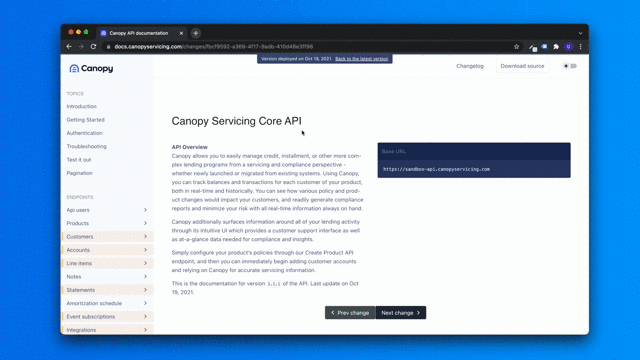 Canopy API documentation
docs.canopyservicing.com/changes/fbcf9592-a369-4f17-9edb-410d48e3ff98
Version deployed on Oct 19, 2021. Back to the latest version
Canopy
Changelog
Download source
TOPICS
Introduction
Getting Started
Authentication
Troubleshooting
Test it out
Pagination
ENDPOINTS
Api users
Products
Customers
Accounts
Line items
Notes
Statements
Amortization schedule
Event subscriptions
Integrations
Canopy Servicing Core API
API Overview
Canopy allows you to easily manage credit, installment, or other more com-
plex lending programs from a servicing and compliance perspective -
whether newly launched or migrated from existing systems. Using Canopy,
you can track balances and transactions for each customer of your product,
both in real-time and historically. You can see how various policy and prod-
uct changes would impact your customers, and readily generate compliance
reports and minimize your risk with all real-time information always on hand.
Canopy additionally surfaces information around all of your lending activity
through its intuitive UI which provides a customer support interface as well
as at-a-glance data needed for compliance and insights.
Simply configure your product's policies through our Create Product API
endpoint, and then you can immediately begin adding customer accounts
and relying on Canopy for accurate servicing information.
This is the documentation for version 1.1.1 of the API. Last update on Oct
19, 2021.
Base URL
https://sandbox-api.canopyservicing.com
Prev change
Next change